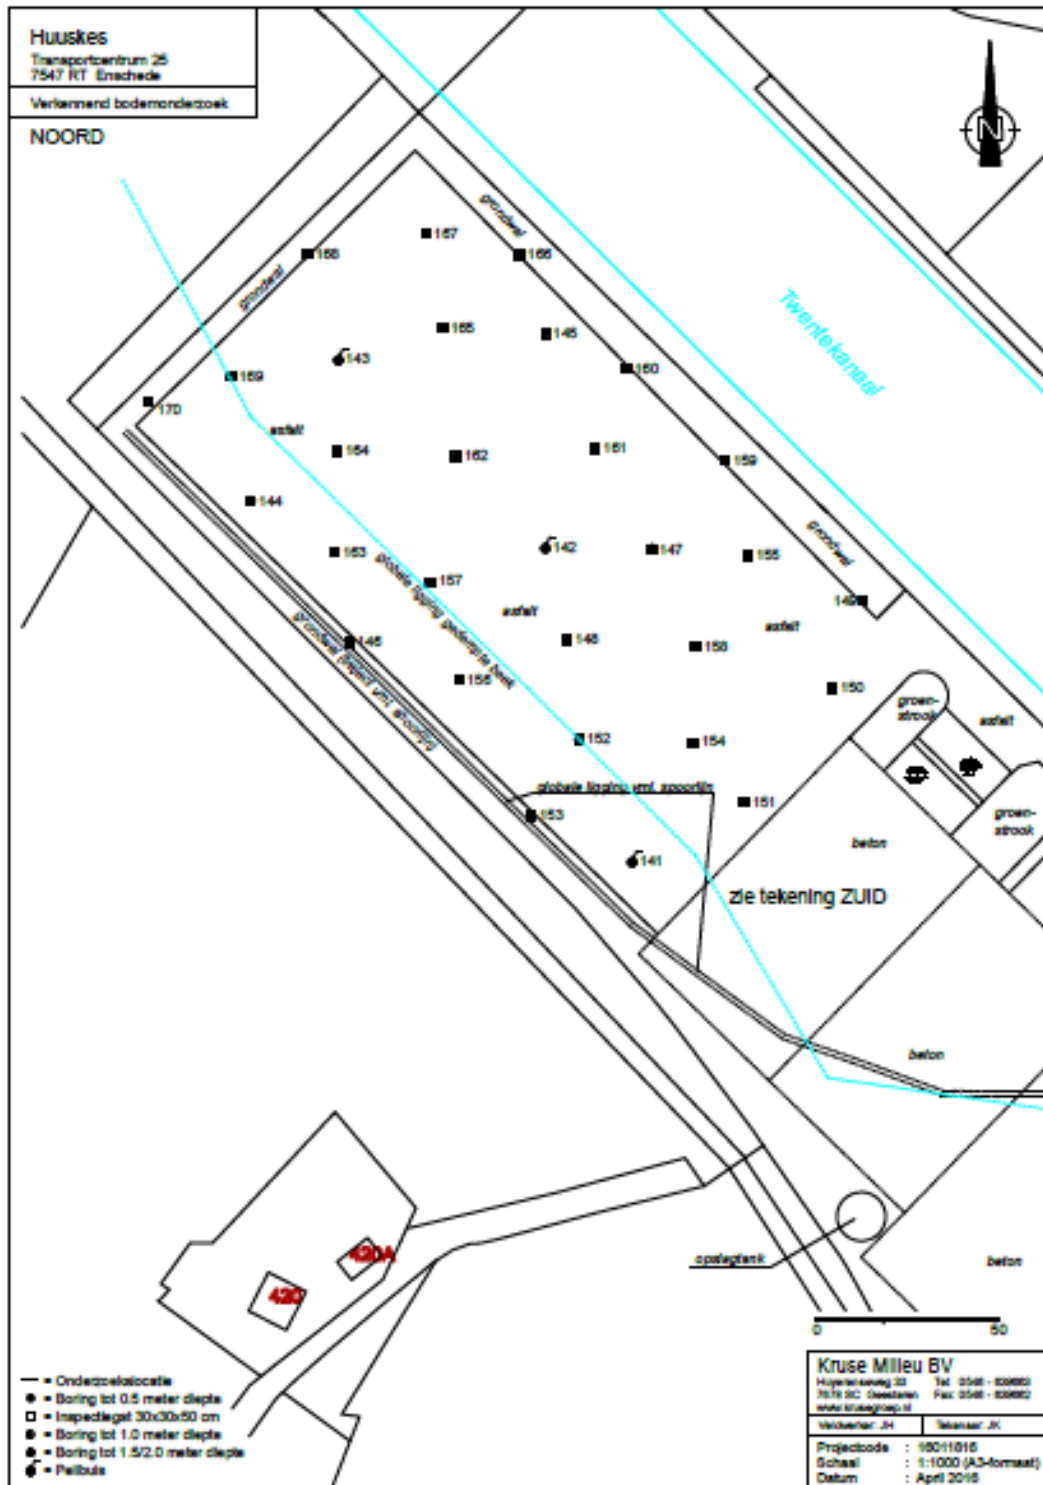 Huuskes
Transportcentrum 25
7547 RT Enschede
Verkennend bodemonderzoek
NOORD
N
grondwal
grondwal
Twentekanaal
167
168
166
165
145
143
160
169
170
asfalt
164
162
161
159
144
grondwal
163
142
147
155
globale ligging gedempte beek
157
149
asfalt
asfalt
146
148
158
156
150
groen-
strook
asfalt
152
154
globale ligging vml. spoorlijn
151
153
groen-
strook
beton
141
zie tekening ZUID
beton
420A
420
opslagtank
beton
0 50
= Onderzoekslocatie
= Boring tot 0.5 meter diepte
= Inspectiegat 30x30x50 cm
= Boring tot 1.0 meter diepte
= Boring tot 1.5/2.0 meter diepte
= Peilbuis
Kruse Milieu BV
www.krusegroep.nl
Veldwerker: JH Tekenaar: JK
Projectcode : 16011816
Schaal : 1:1000 (A3-formaat)
Datum : April 2016